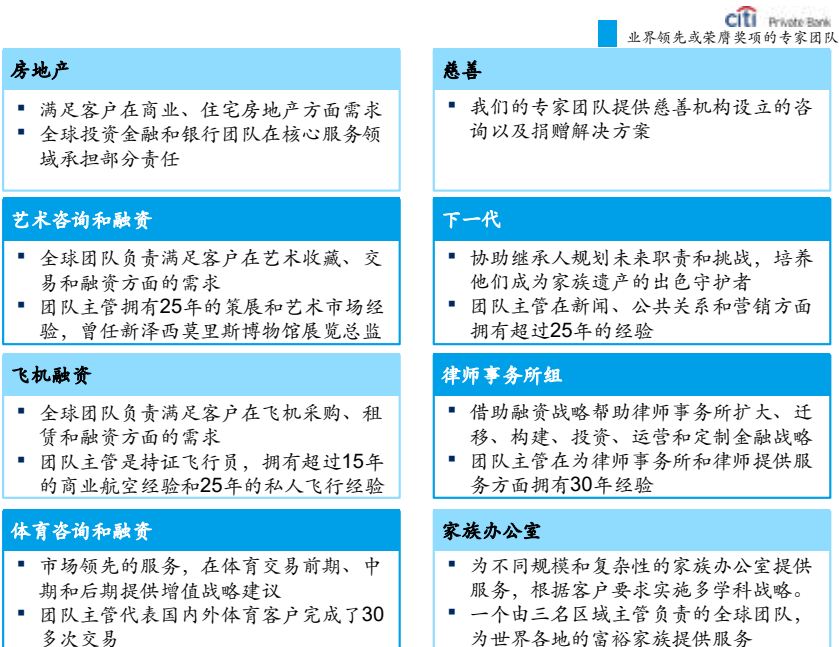 citi Private Bank
业界领先或荣膺奖项的专家团队
房地产
▪ 满足客户在商业、住宅房地产方面需求
▪ 全球投资金融和银行团队在核心服务领
域承担部分责任
慈善
▪ 我们的专家团队提供慈善机构设立的咨
询以及捐赠解决方案
艺术咨询和融资
▪ 全球团队负责满足客户在艺术收藏、交
易和融资方面的需求
▪ 团队主管拥有25年的策展和艺术市场经
验，曾任新泽西莫里斯博物馆展览总监
下一代
▪ 协助继承人规划未来职责和挑战，培养
他们成为家族遗产的出色守护者
▪ 团队主管在新闻、公共关系和营销方面
拥有超过25年的经验
飞机融资
▪ 全球团队负责满足客户在飞机采购、租
赁和融资方面的需求
▪ 团队主管是持证飞行员，拥有超过15年
的商业航空经验和25年的私人飞行经验
律师事务所组
▪ 借助融资战略帮助律师事务所扩大、迁
移、构建、投资、运营和定制金融战略
▪ 团队主管在为律师事务所和律师提供服
务方面拥有30年经验
体育咨询和融资
▪ 市场领先的服务，在体育交易前期、中
期和后期提供增值战略建议
▪ 团队主管代表国内外体育客户完成了30
多次交易
家族办公室
▪ 为不同规模和复杂性的家族办公室提供
服务，根据客户要求实施多学科战略。
▪ 一个由三名区域主管负责的全球团队，
为世界各地的富裕家族提供服务